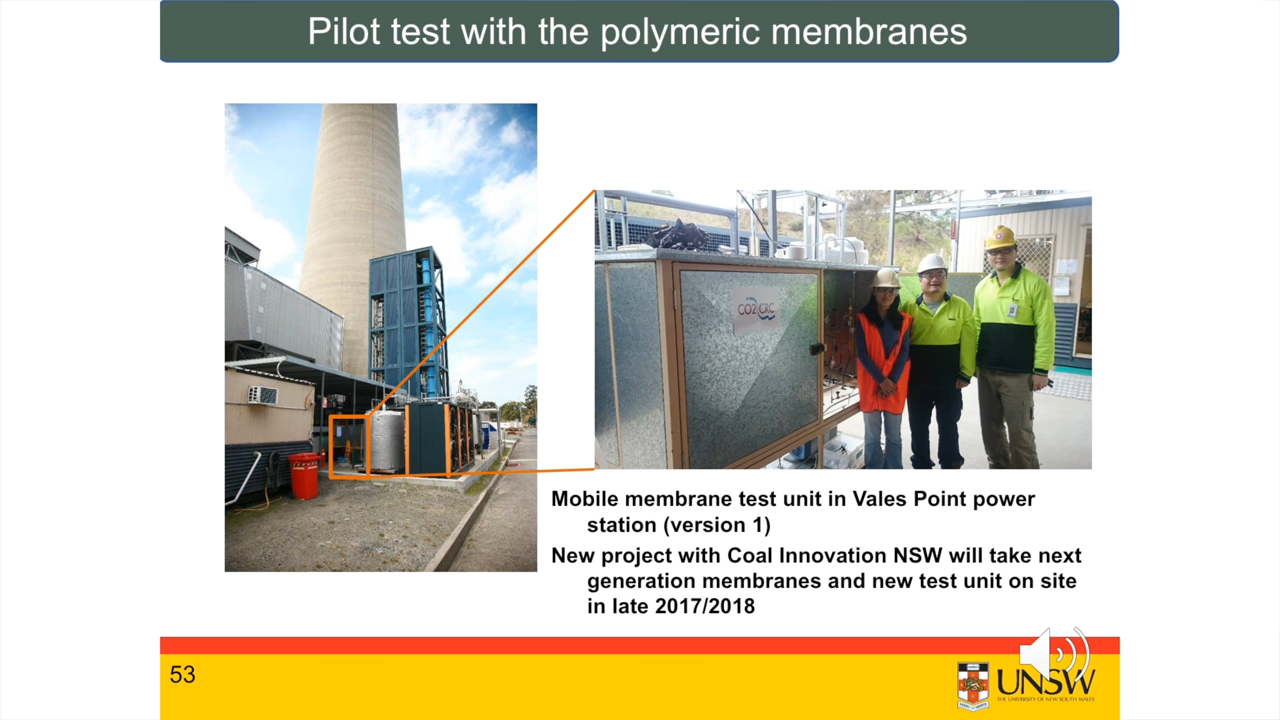 Pilot test with the polymeric membranes
CO2 CRC
Mobile membrane test unit in Vales Point power
station (version 1)
New project with Coal Innovation NSW will take next
generation membranes and new test unit on site
in late 2017/2018
53
UNSW
THE UNIVERSITY OF NEW SOUTH WALES